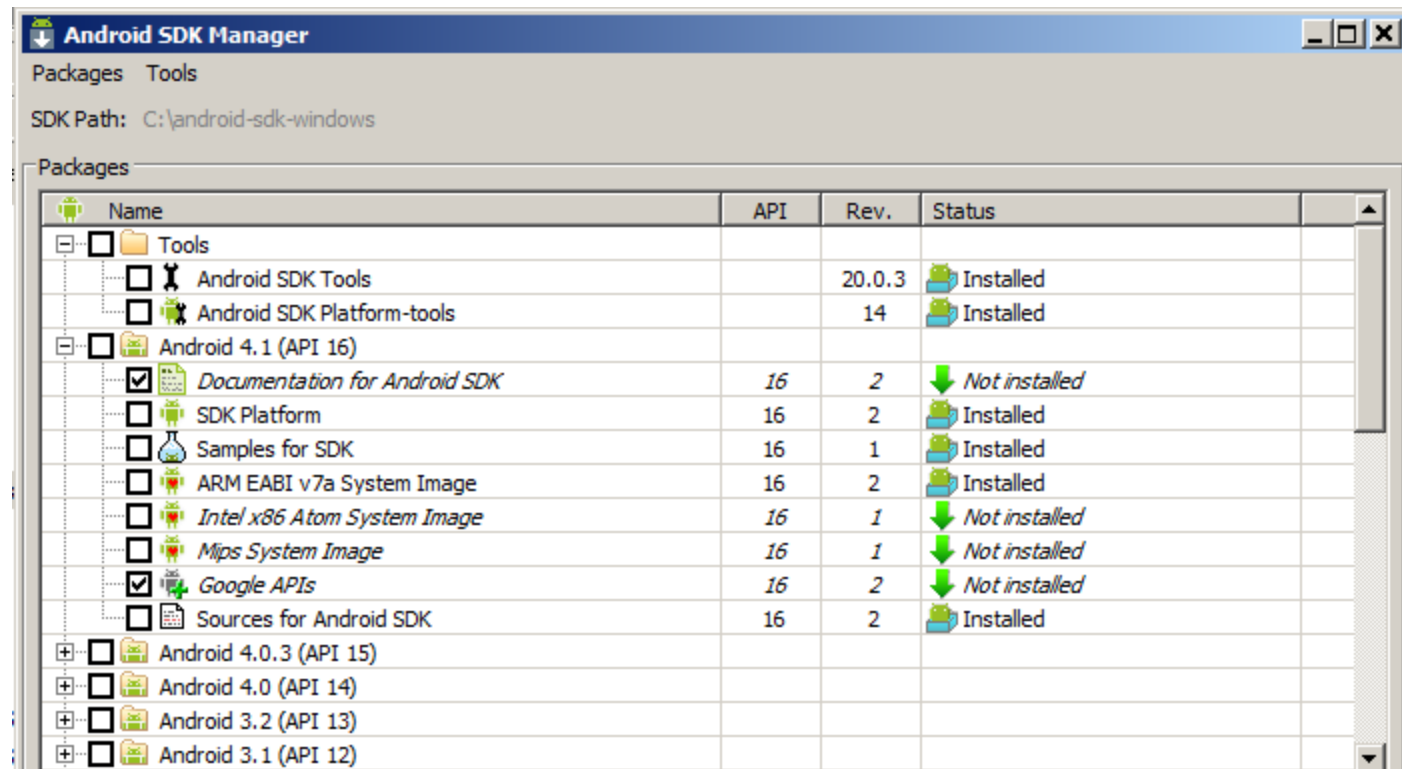 Android SDK Manager
Packages Tools
SDK Path: C:\android-sdk-windows
Packages
Name API Rev. Status
Tools
Android SDK Tools 20.0.3 Installed
Android SDK Platform-tools 14 Installed
Android 4.1 (API 16)
Documentation for Android SDK 16 2 Not installed
SDK Platform 16 2 Installed
Samples for SDK 16 1 Installed
ARM EABI v7a System Image 16 2 Installed
Intel x86 Atom System Image 16 1 Not installed
Mips System Image 16 1 Not installed
Google APIs 16 2 Not installed
Sources for Android SDK 16 2 Installed
Android 4.0.3 (API 15)
Android 4.0 (API 14)
Android 3.2 (API 13)
Android 3.1 (API 12)